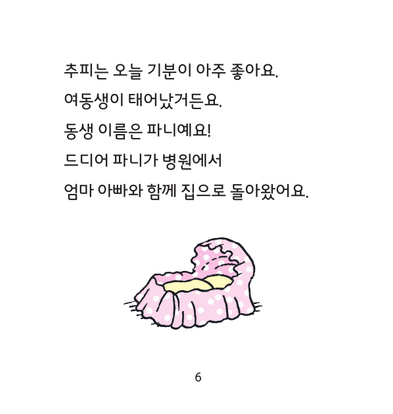 추피는 오늘 기분이 아주 좋아요.
여동생이 태어났거든요.
동생 이름은 파니예요!
드디어 파니가 병원에서
엄마 아빠와 함께 집으로 돌아왔어요.
6